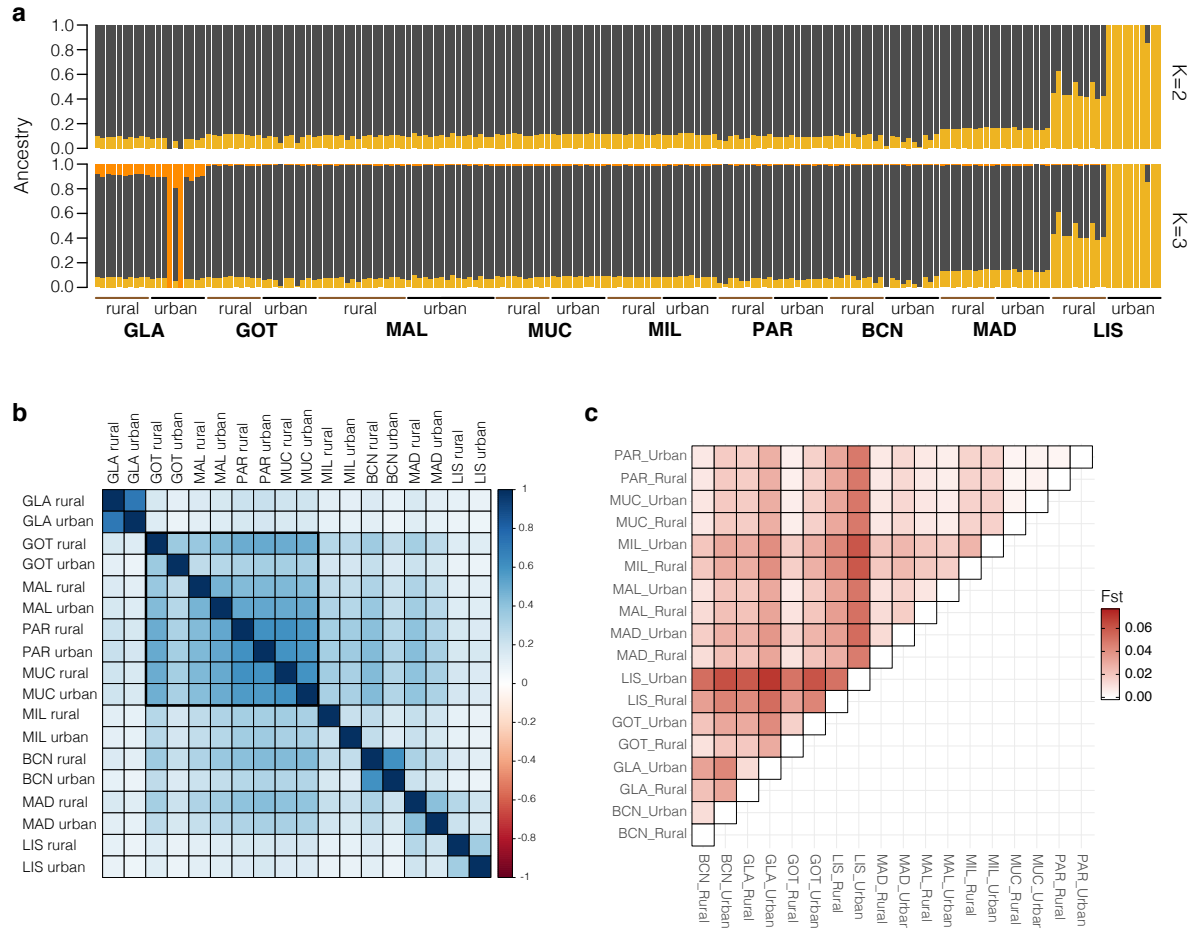 a
1.0
0.8
0.6
0.4
0.2
0.0
K=2
Ancestry
1.0
0.8
0.6
0.4
0.2
0.0
K=3
rural urban rural urban rural urban rural urban rural urban rural urban rural urban rural urban rural urban
GLA GOT MAL MUC MIL PAR BCN MAD LIS
b
GLA rural
GLA urban
GOT rural
GOT urban
MAL rural
MAL urban
PAR rural
PAR urban
MUC rural
MUC urban
MIL rural
MIL urban
BCN rural
BCN urban
MAD rural
MAD urban
LIS rural
LIS urban
GLA rural
GLA urban
GOT rural
GOT urban
MAL rural
MAL urban
PAR rural
PAR urban
MUC rural
MUC urban
MIL rural
MIL urban
BCN rural
BCN urban
MAD rural
MAD urban
LIS rural
LIS urban
1
0.8
0.6
0.4
0.2
0
-0.2
-0.4
-0.6
-0.8
-1
c
PAR_Urban
PAR_Rural
MUC_Urban
MUC_Rural
MIL_Urban
MIL_Rural
MAL_Urban
MAL_Rural
MAD_Urban
MAD_Rural
LIS_Urban
LIS_Rural
GOT_Urban
GOT_Rural
GLA_Urban
GLA_Rural
BCN_Urban
BCN_Rural
BCN_Rural
BCN_Urban
GLA_Rural
GLA_Urban
GOT_Rural
GOT_Urban
LIS_Rural
LIS_Urban
MAD_Rural
MAD_Urban
MAL_Rural
MAL_Urban
MIL_Rural
MIL_Urban
MUC_Rural
MUC_Urban
PAR_Rural
PAR_Urban
Fst
0.06
0.04
0.02
0.00